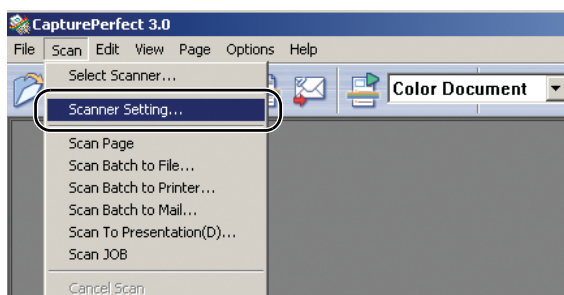 CapturePerfect 3.0
File Scan Edit View Page Options Help
Select Scanner...
Color Document
Scanner Setting...
Scan Page
Scan Batch to File...
Scan Batch to Printer...
Scan Batch to Mail...
Scan To Presentation(D)...
Scan JOB
Cancel Scan